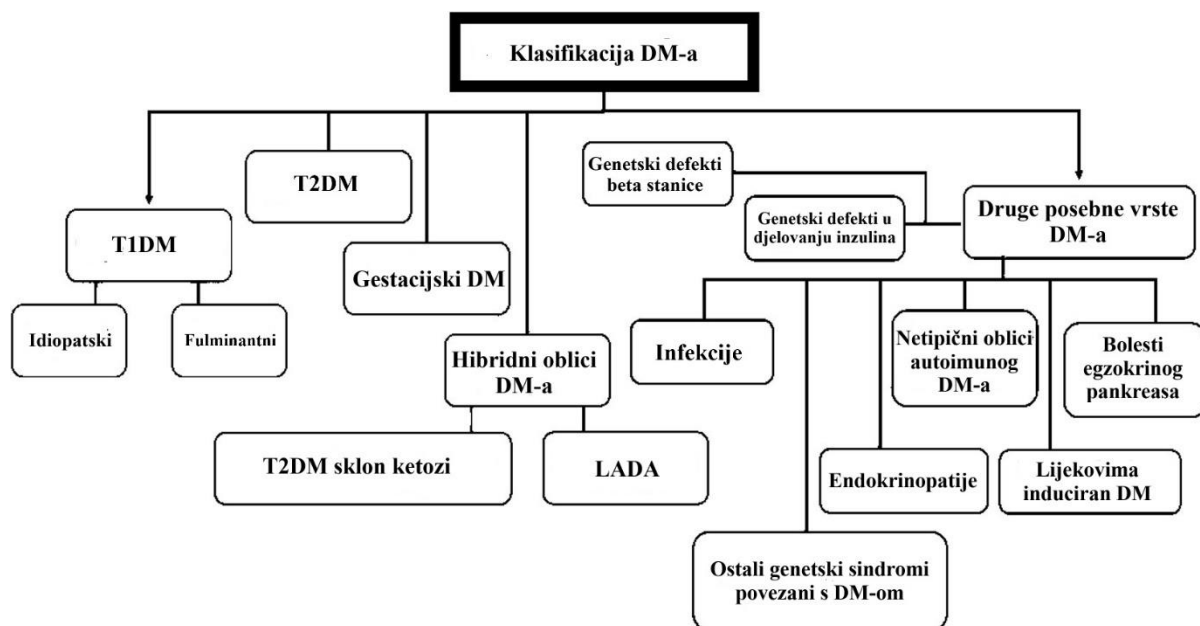 Klasifikacija DM-a
T2DM
Genetski defekti
beta stanice
T1DM
Gestacijski DM
Genetski defekti u
djelovanju inzulina
Druge posebne vrste
DM-a
Idiopatski
Fulminantni
Hibridni oblici
DM-a
Infekcije
Netipični oblici
autoimunog
DM-a
Bolesti
egzokrinog
pankreasa
T2DM sklon ketozi
LADA
Endokrinopatije
Lijekovima
induciran DM
Ostali genetski sindromi
povezani s DM-om